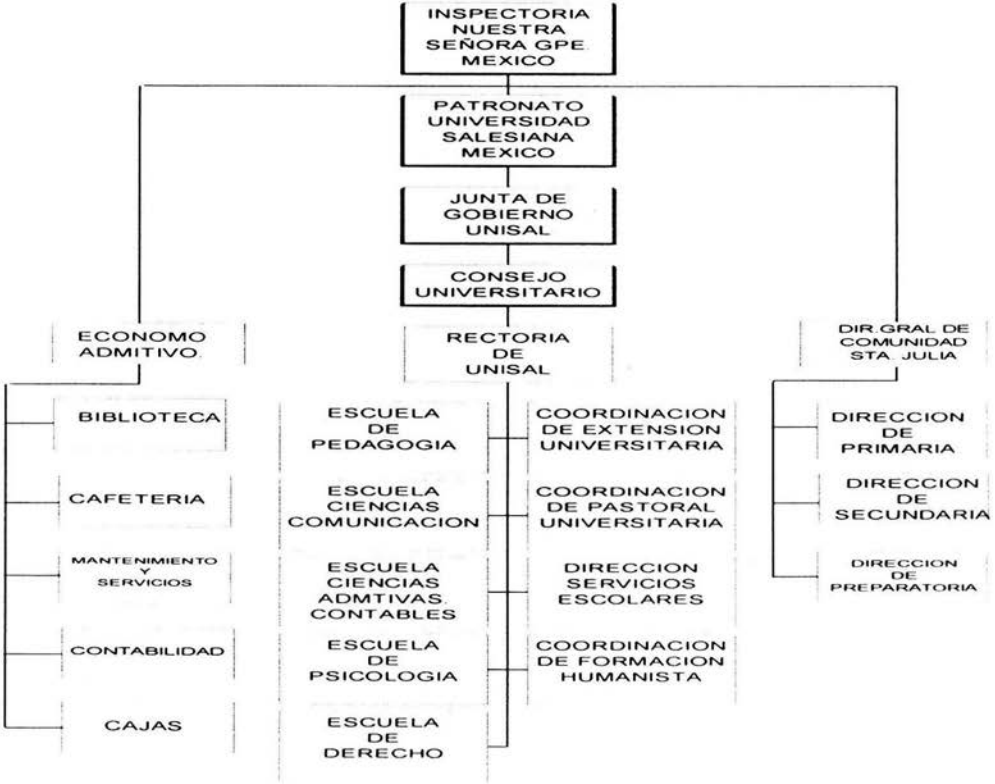 INSPECTORIA
NUESTRA
SEÑORA GPE.
MEXICO
PATRONATO
UNIVERSIDAD
SALESIANA
MEXICO
JUNTA DE
GOBIERNO
UNISAL
CONSEJO
UNIVERSITARIO
ECONOMO
ADMITIVO.
RECTORIA
DE
UNISAL
DIR.GRAL DE
COMUNIDAD
STA. JULIA
BIBLIOTECA
CAFETERIA
MANTENIMIENTO
Y
SERVICIOS
CONTABILIDAD
CAJAS
ESCUELA
DE
PEDAGOGIA
ESCUELA
CIENCIAS
COMUNICACION
ESCUELA
CIENCIAS
ADMTIVAS.
CONTABLES
ESCUELA
DE
PSICOLOGIA
ESCUELA
DE
DERECHO
COORDINACION
DE EXTENSION
UNIVERSITARIA
COORDINACION
DE PASTORAL
UNIVERSITARIA
DIRECCION
SERVICIOS
ESCOLARES
COORDINACION
DE FORMACION
HUMANISTA
DIRECCION
DE
PRIMARIA
DIRECCION
DE
SECUNDARIA
DIRECCION
DE
PREPARATORIA